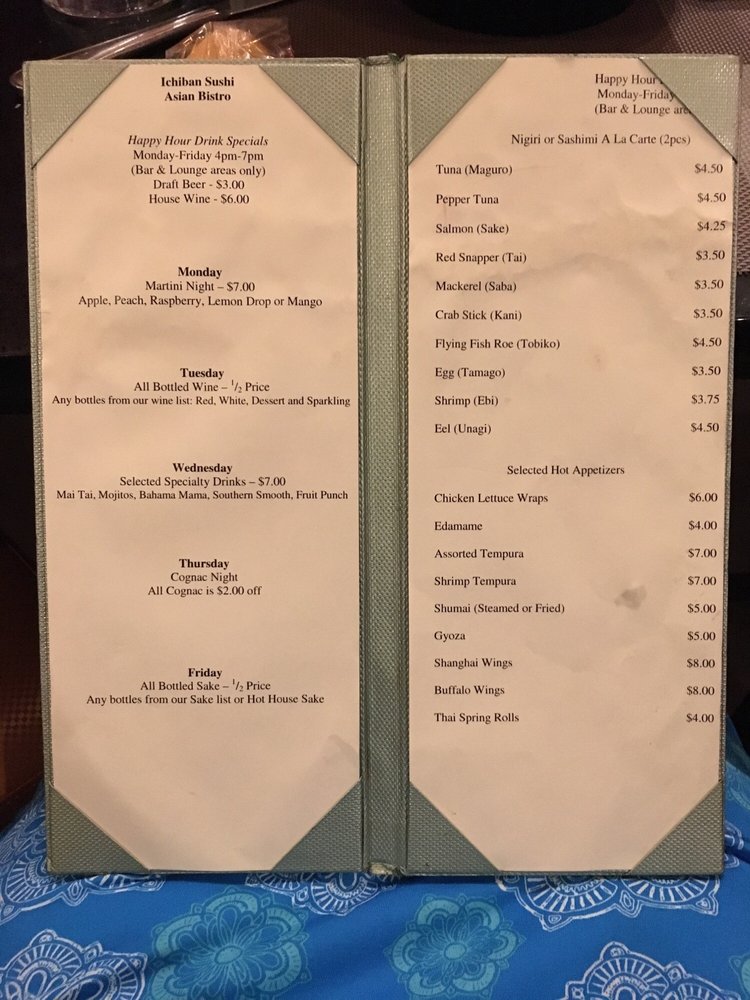 Ichiban Sushi
Asian Bistro
Happy Hour Drink Specials
Monday-Friday 4pm-7pm
(Bar & Lounge areas only)
Draft Beer - $3.00
House Wine - $6.00
Monday
Martini Night – $7.00
Apple, Peach, Raspberry, Lemon Drop or Mango
Tuesday
All Bottled Wine – 1/2 Price
Any bottles from our wine list: Red, White, Dessert and Sparkling
Wednesday
Selected Specialty Drinks – $7.00
Mai Tai, Mojitos, Bahama Mama, Southern Smooth, Fruit Punch
Thursday
Cognac Night
All Cognac is $2.00 off
Friday
All Bottled Sake – 1/2 Price
Any bottles from our Sake list or Hot House Sake
Happy Hour
Monday-Friday
(Bar & Lounge
Nigiri or Sashimi A La Carte (2pcs)
Tuna (Maguro) $4.50
Pepper Tuna $4.50
Salmon (Sake) $4.25
Red Snapper (Tai) $3.50
Mackerel (Saba) $3.50
Crab Stick (Kani) $3.50
Flying Fish Roe (Tobiko) $4.50
Egg (Tamago) $3.50
Shrimp (Ebi) $3.75
Eel (Unagi) $4.50
Selected Hot Appetizers
Chicken Lettuce Wraps $6.00
Edamame $4.00
Assorted Tempura $7.00
Shrimp Tempura $7.00
Shumai (Steamed or Fried) $5.00
Gyoza $5.00
Shanghai Wings $8.00
Buffalo Wings $8.00
Thai Spring Rolls $4.00